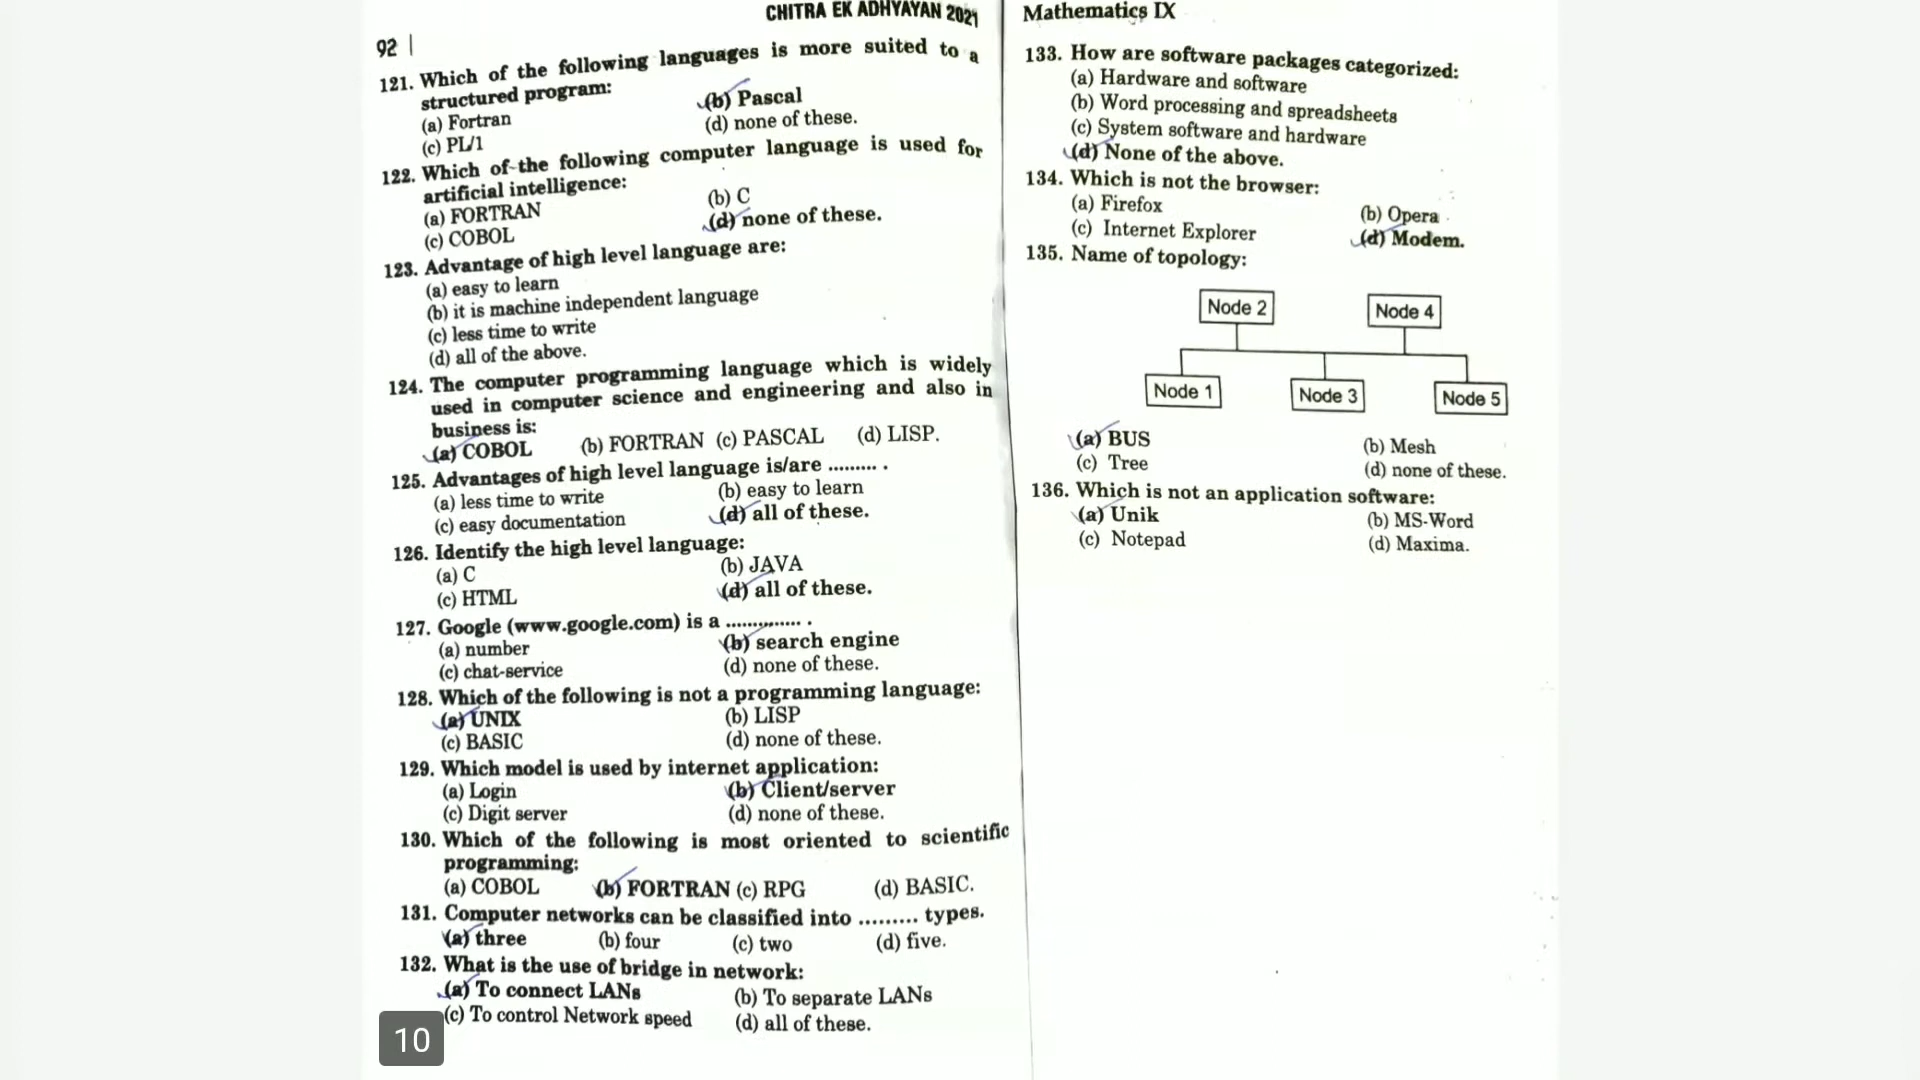 CHITRA EK ADHYAYAN 2021
92 |
121. Which of the following languages is more suited to a
structured program:
(a) Fortran (b) Pascal
(c) PL/1 (d) none of these.
122. Which of the following computer language is used for
artificial intelligence:
(a) FORTRAN (b) C
(c) COBOL (d) none of these.
123. Advantage of high level language are:
(a) easy to learn
(b) it is machine independent language
(c) less time to write
(d) all of the above.
124. The computer programming language which is widely
used in computer science and engineering and also in
business is:
(a) COBOL (b) FORTRAN (c) PASCAL (d) LISP.
125. Advantages of high level language is/are ......... .
(a) less time to write (b) easy to learn
(c) easy documentation (d) all of these.
126. Identify the high level language:
(a) C (b) JAVA
(c) HTML (d) all of these.
127. Google (www.google.com) is a .............. .
(a) number (b) search engine
(c) chat-service (d) none of these.
128. Which of the following is not a programming language:
(a) UNIX (b) LISP
(c) BASIC (d) none of these.
129. Which model is used by internet application:
(a) Login (b) Client/server
(c) Digit server (d) none of these.
130. Which of the following is most oriented to scientific
programming:
(a) COBOL (b) FORTRAN (c) RPG (d) BASIC.
131. Computer networks can be classified into ......... types.
(a) three (b) four (c) two (d) five.
132. What is the use of bridge in network:
(a) To connect LANs (b) To separate LANs
(c) To control Network speed (d) all of these.
10
Mathematics IX
133. How are software packages categorized:
(a) Hardware and software
(b) Word processing and spreadsheets
(c) System software and hardware
(d) None of the above.
134. Which is not the browser:
(a) Firefox (b) Opera
(c) Internet Explorer (d) Modem.
135. Name of topology:
Node 2 Node 4
Node 1 Node 3 Node 5
(a) BUS (b) Mesh
(c) Tree (d) none of these.
136. Which is not an application software:
(a) Unik (b) MS-Word
(c) Notepad (d) Maxima.